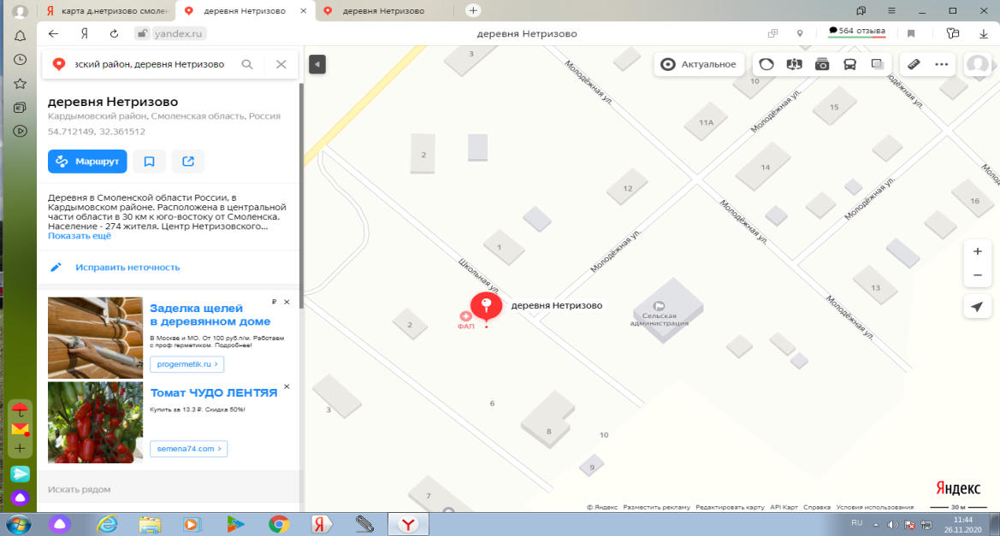 карта д.нетризово смолен
деревня Нетризово
деревня Нетризово
yandex.ru
деревня Нетризово
564 отзыва
зский район, деревня Нетризово
Актуальное
деревня Нетризово
Кардымовский район, Смоленская область, Россия
54.712149, 32.361512
Маршрут
Деревня в Смоленской области России, в
Кардымовском районе. Расположена в центральной
части области в 30 км к юго-востоку от Смоленска.
Население - 274 жителя. Центр Нетризовского...
Показать ещё
Исправить неточность
Заделка щелей
в деревянном доме
₽
В Москве и МО. От 100 руб.п/м. Работаем
с проф герметиком. Подробнее!
progermetik.ru >
Томат ЧУДО ЛЕНТЯЯ
Купить за 13.3 ₽. Скидка 50%!
semena74.com >
Искать рядом
3
Молодёжная ул.
10
Молодёжная ул.
Молодёжная ул.
15
11А
2
14
12
Молодёжная ул.
Молодёжная ул.
Молодёжная ул.
16
1
Молодёжная ул.
Школьная ул.
13
деревня Нетризово
ФАП
Сельская
администрация
Молодёжная ул.
2
3
6
8
10
9
7
Яндекс
© Яндекс Разместить рекламу Редактировать карту API Карт Справка Условия использования
30 м
RU
11:44
26.11.2020